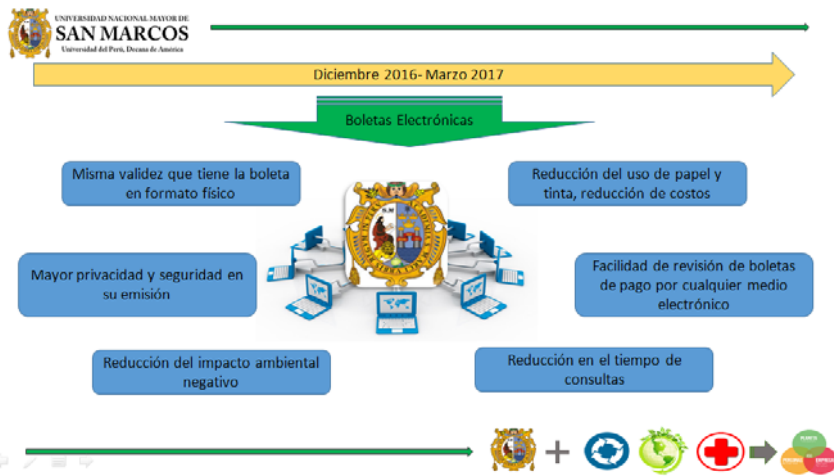 UNIVERSIDAD NACIONAL MAYOR DE
SAN MARCOS
Universidad del Perú, Decana de América
Diciembre 2016- Marzo 2017
Boletas Electrónicas
Misma validez que tiene la boleta
en formato físico
Reducción del uso de papel y
tinta, reducción de costos
Mayor privacidad y seguridad en
su emisión
Facilidad de revisión de boletas
de pago por cualquier medio
electrónico
Reducción del impacto ambiental
negativo
Reducción en el tiempo de
consultas